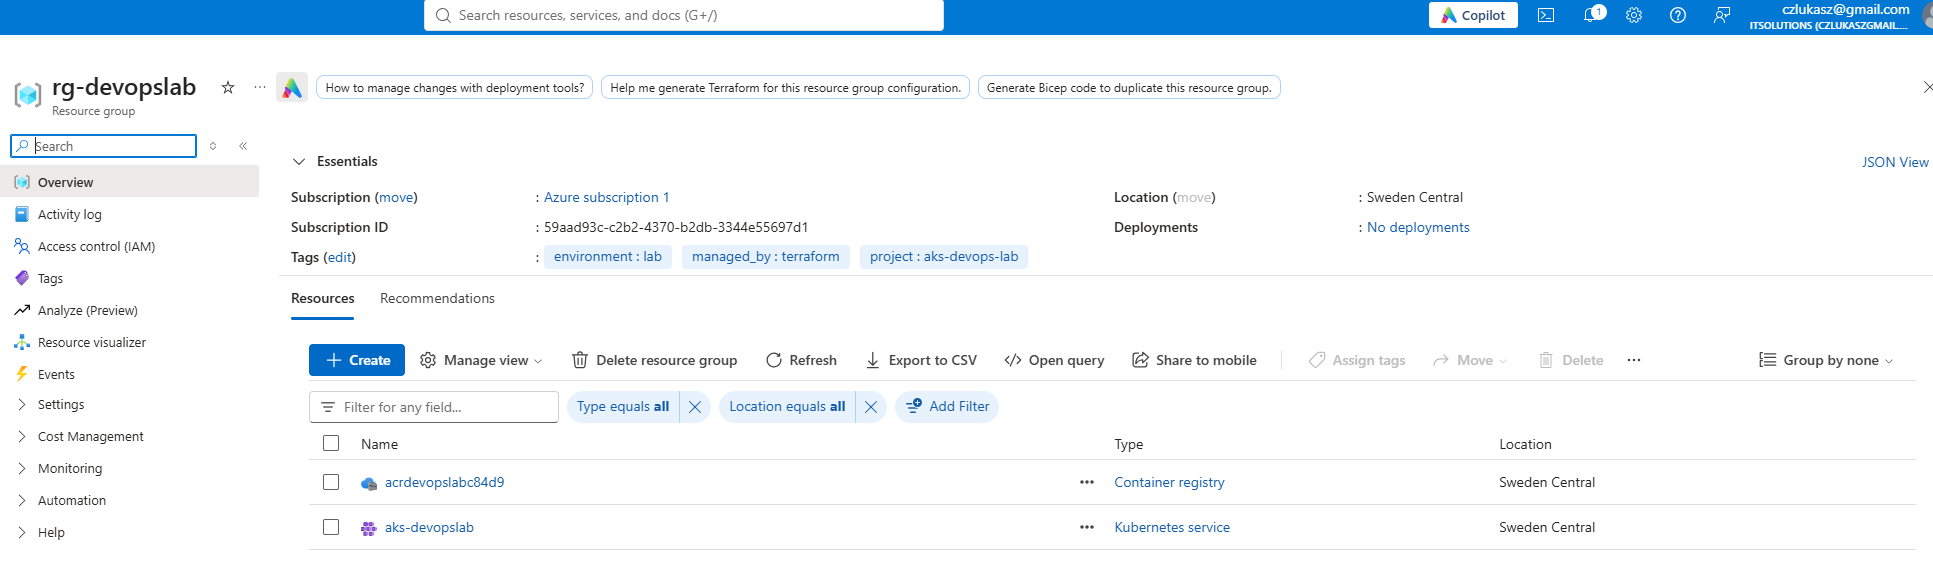 Search resources, services, and docs (G+/)
Copilot
1
czlukasz@gmail.com
ITSOLUTIONS (CZLUKASZGMAIL....
rg-devopslab
Resource group
How to manage changes with deployment tools?
Help me generate Terraform for this resource group configuration.
Generate Bicep code to duplicate this resource group.
Search
Overview
Activity log
Access control (IAM)
Tags
Analyze (Preview)
Resource visualizer
Events
Settings
Cost Management
Monitoring
Automation
Help
Essentials
JSON View
Subscription (move) : Azure subscription 1
Location (move) : Sweden Central
Subscription ID : 59aad93c-c2b2-4370-b2db-3344e55697d1
Deployments : No deployments
Tags (edit) : environment : lab managed_by : terraform project : aks-devops-lab
Resources Recommendations
Create Manage view Delete resource group Refresh Export to CSV Open query Share to mobile Assign tags Move Delete ... Group by none
Filter for any field... Type equals all Location equals all Add Filter
Name Type Location
acrdevopslabc84d9 Container registry Sweden Central
aks-devopslab Kubernetes service Sweden Central